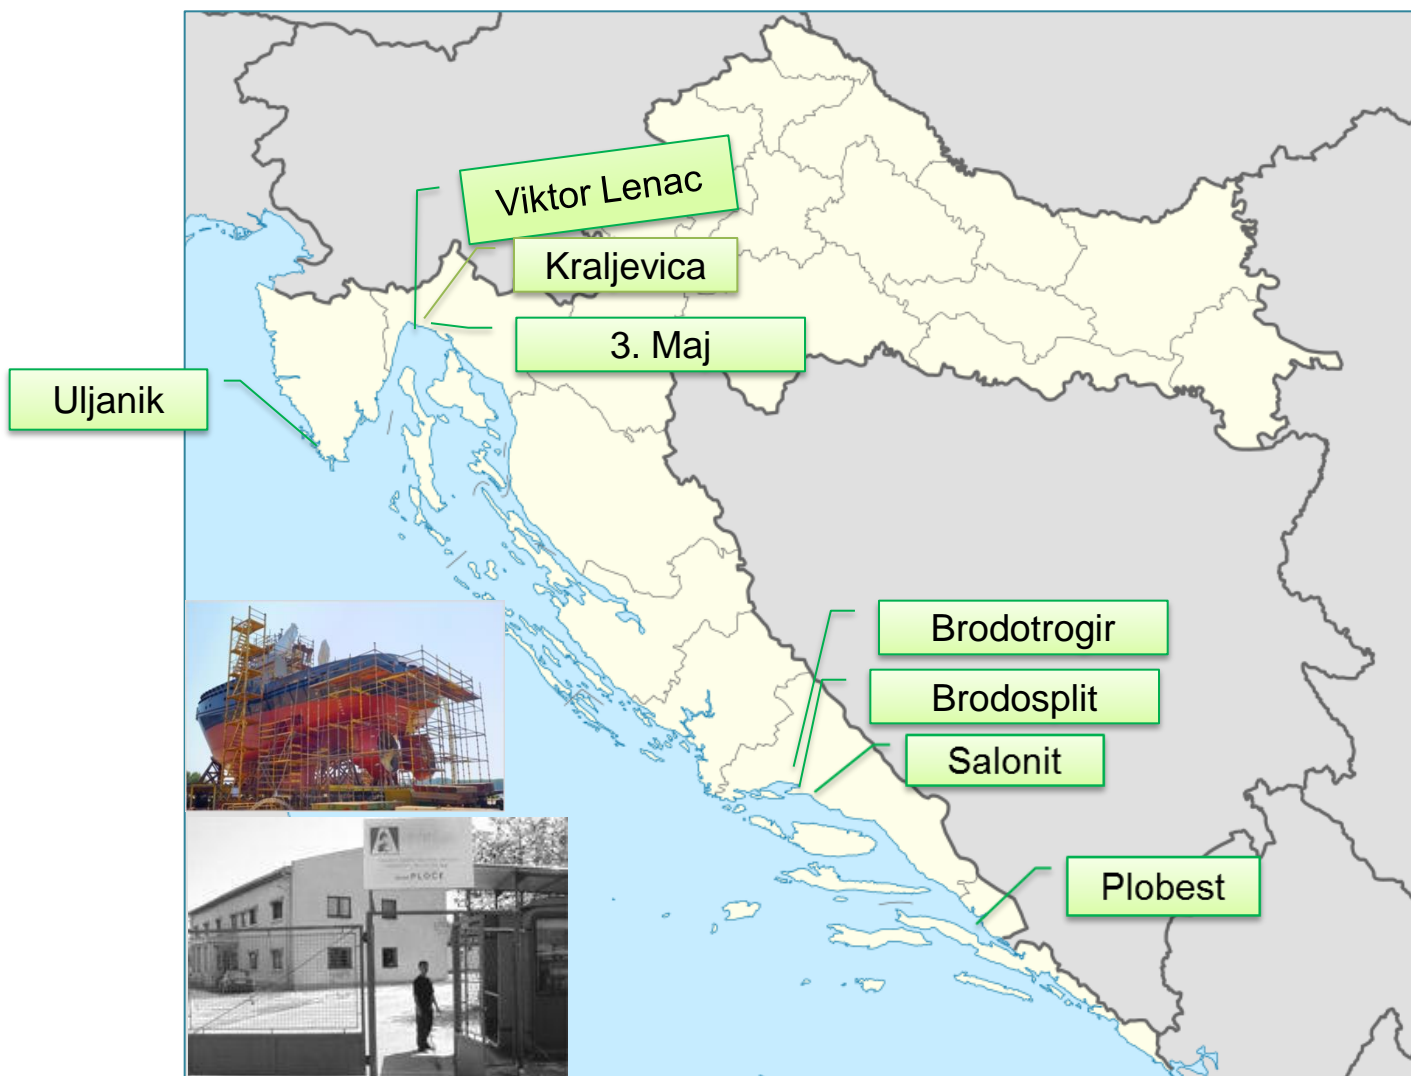 Viktor Lenac
Kraljevica
3. Maj
Uljanik
Brodotrogir
Brodosplit
Salonit
Plobest
PLOČE